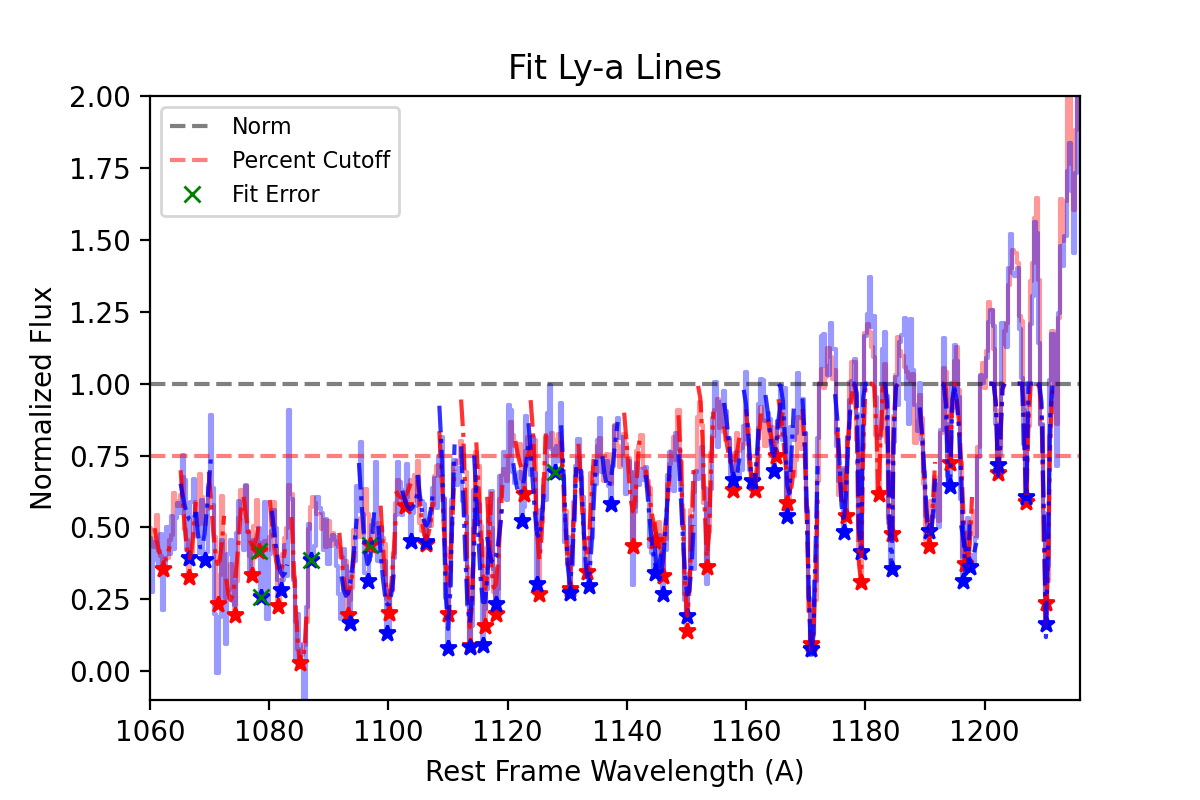 Fit Ly-a Lines
2.00
1.75
1.50
1.25
1.00
0.75
0.50
0.25
0.00
Normalized Flux
Norm
Percent Cutoff
Fit Error
1060 1080 1100 1120 1140 1160 1180 1200
Rest Frame Wavelength (A)